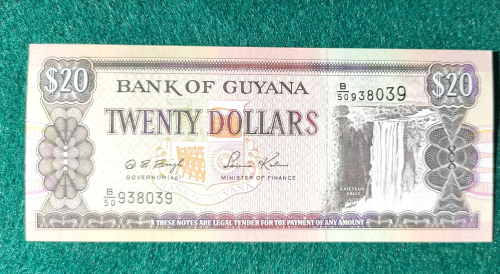 $20
BANK OF GUYANA
B/50 938039
$20
TWENTY DOLLARS
GOVERNOR (ag)
MINISTER OF FINANCE
KAIETEUR
FALLS
B/50 938039
THESE NOTES ARE LEGAL TENDER FOR THE PAYMENT OF ANY AMOUNT